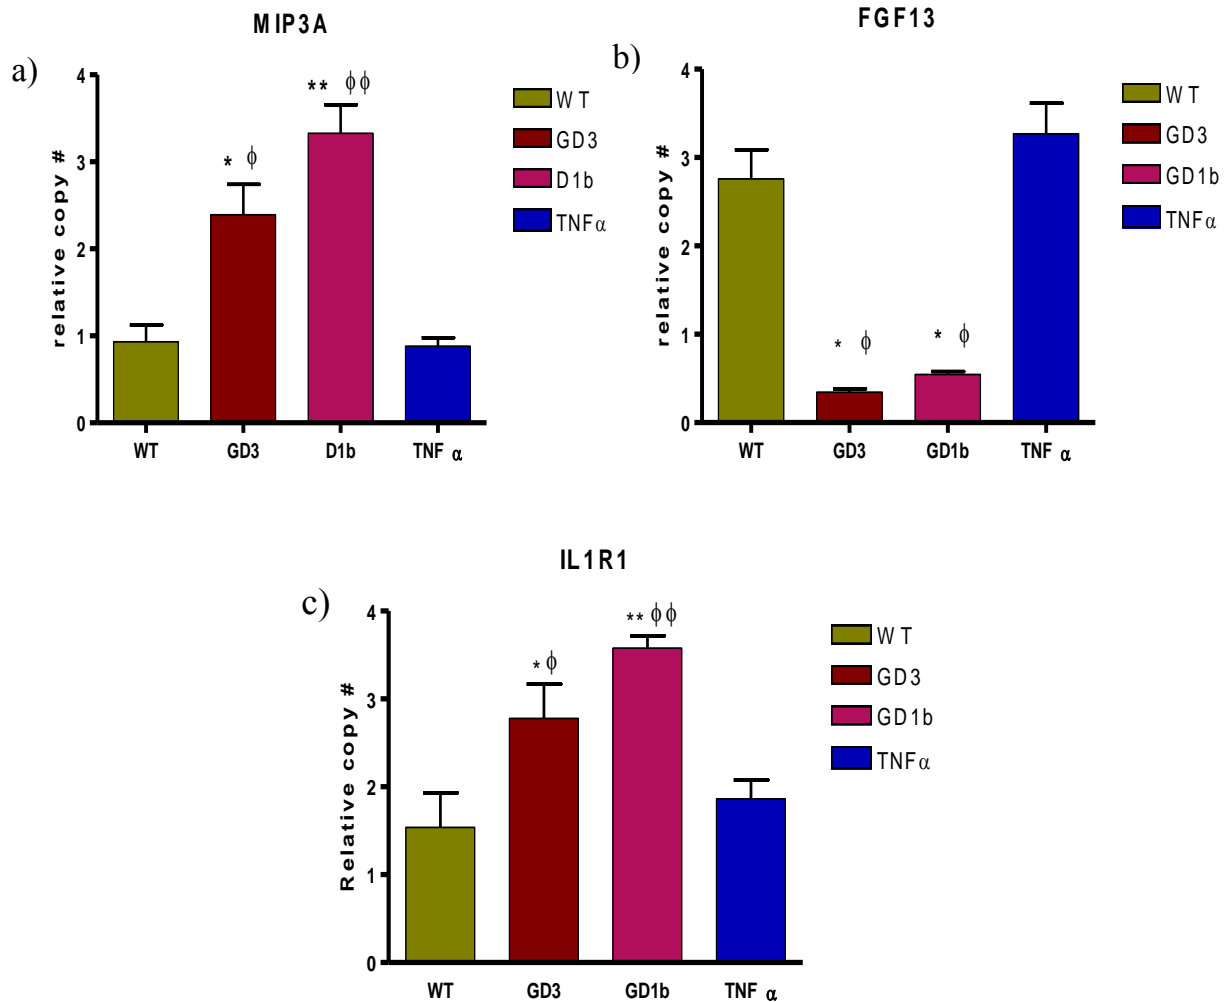 MIP3A
a)
relative copy #
4
3
2
1
0
* ϕ
** ϕϕ
WT
GD3
D1b
TNF α
WT
GD3
D1b
TNFα
FGF13
b)
relative copy #
4
3
2
1
0
* ϕ
* ϕ
WT
GD3
GD1b
TNF α
WT
GD3
GD1b
TNFα
IL1R1
c)
Relative copy #
4
3
2
1
0
* ϕ
** ϕϕ
WT
GD3
GD1b
TNF α
WT
GD3
GD1b
TNFα